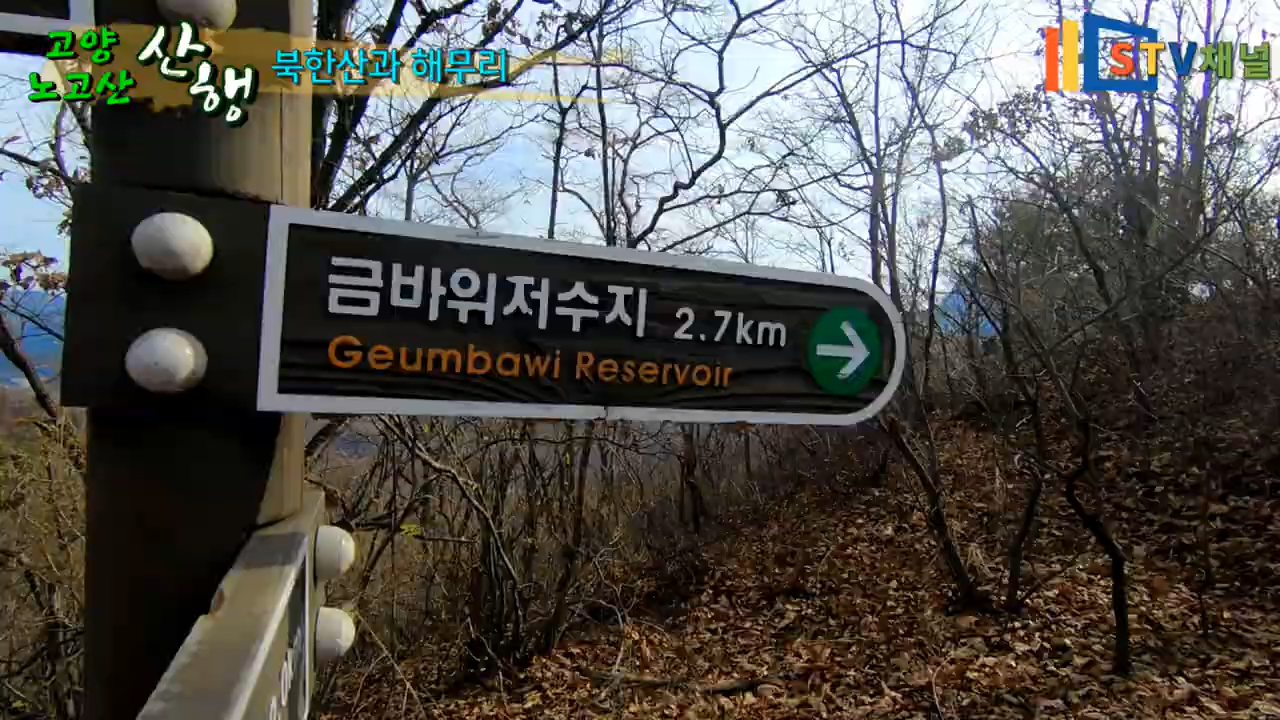 고양
노고산
산행
북한산과 해무리
STV채널
금바위저수지 2.7km
Geumbawi Reservoir